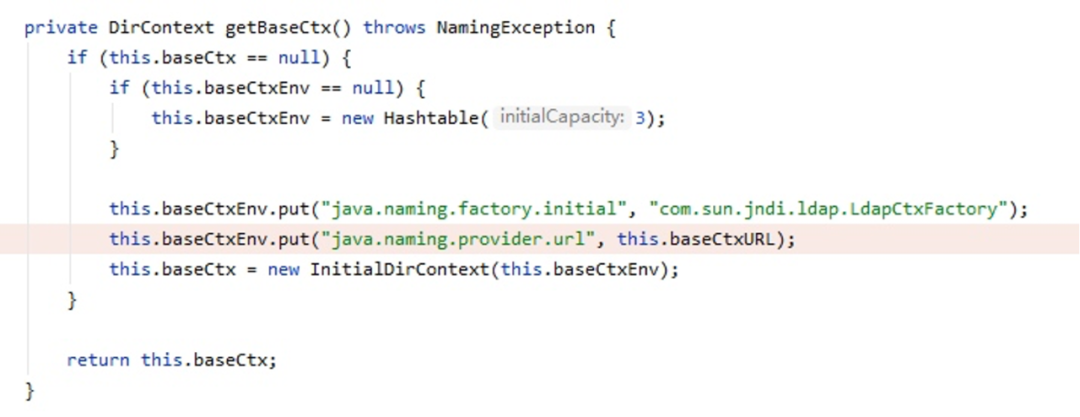 private DirContext getBaseCtx() throws NamingException {
if (this.baseCtx == null) {
if (this.baseCtxEnv == null) {
this.baseCtxEnv = new Hashtable( initialCapacity: 3);
}
this.baseCtxEnv.put("java.naming.factory.initial", "com.sun.jndi.ldap.LdapCtxFactory");
this.baseCtxEnv.put("java.naming.provider.url", this.baseCtxURL);
this.baseCtx = new InitialDirContext(this.baseCtxEnv);
}
return this.baseCtx;
}